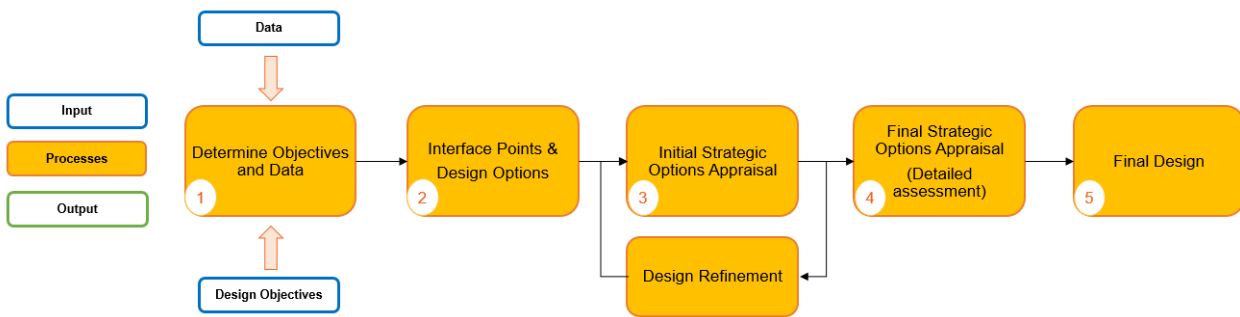 Data
Input
Processes
Output
Determine Objectives
and Data
1
Interface Points &
Design Options
2
Initial Strategic
Options Appraisal
3
Final Strategic
Options Appraisal
(Detailed
assessment)
4
Final Design
5
Design Refinement
Design Objectives